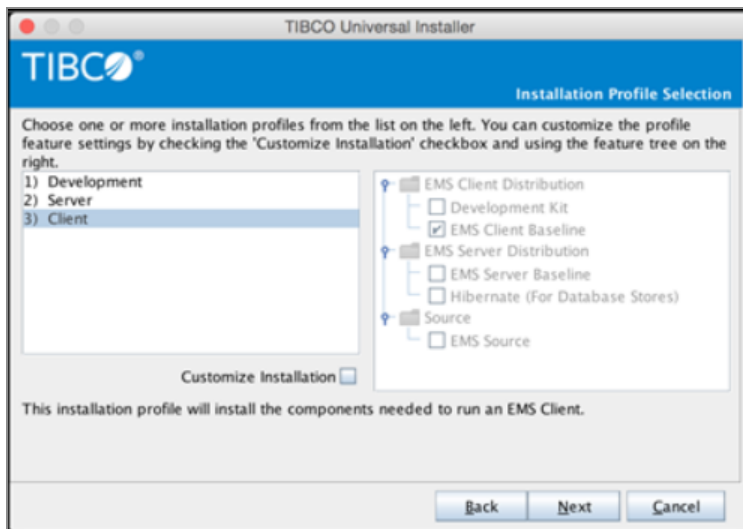 TIBCO Universal Installer
TIBCO®
Installation Profile Selection
Choose one or more installation profiles from the list on the left. You can customize the profile
feature settings by checking the 'Customize Installation' checkbox and using the feature tree on the
right.
1) Development
2) Server
3) Client
EMS Client Distribution
Development Kit
EMS Client Baseline
EMS Server Distribution
EMS Server Baseline
Hibernate (For Database Stores)
Source
EMS Source
Customize Installation
This installation profile will install the components needed to run an EMS Client.
Back
Next
Cancel